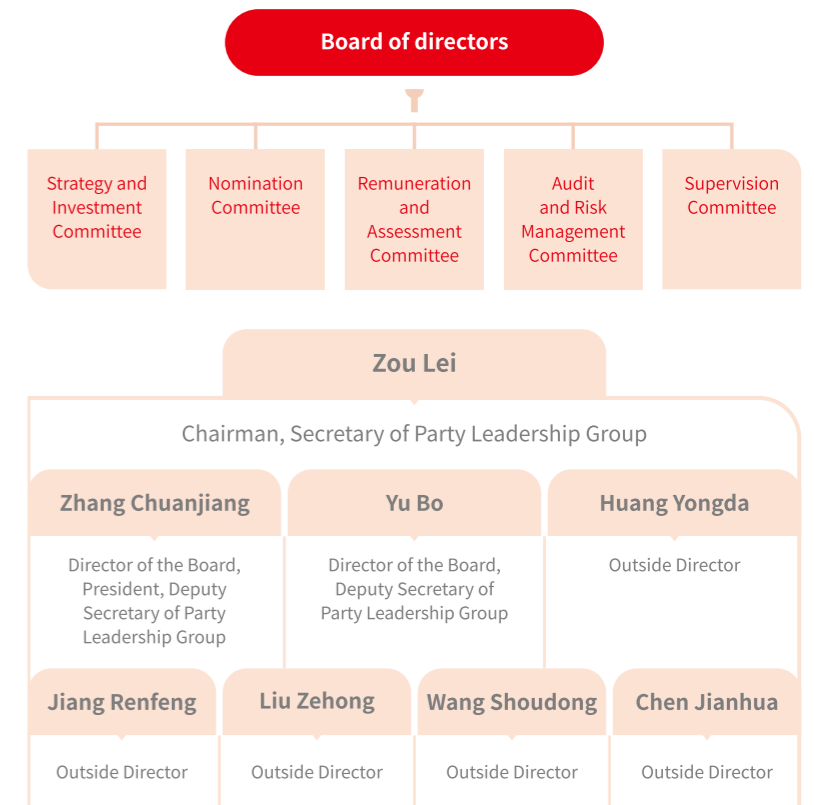 Board of directors
Strategy and
Investment
Committee
Nomination
Committee
Remuneration
and
Assessment
Committee
Audit
and Risk
Management
Committee
Supervision
Committee
Zou Lei
Chairman, Secretary of Party Leadership Group
Zhang Chuanjiang
Director of the Board,
President, Deputy
Secretary of Party
Leadership Group
Yu Bo
Director of the Board,
Deputy Secretary of
Party Leadership Group
Huang Yongda
Outside Director
Jiang Renfeng
Outside Director
Liu Zehong
Outside Director
Wang Shoudong
Outside Director
Chen Jianhua
Outside Director